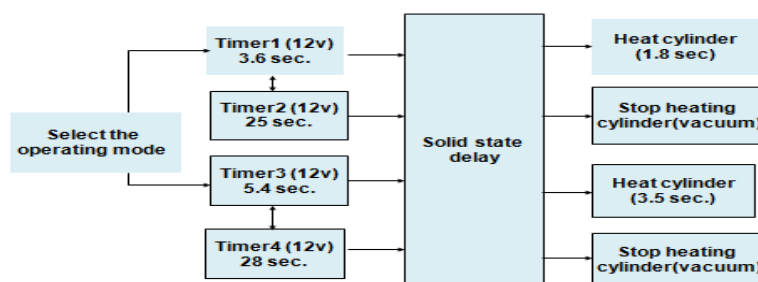 Select the
operating mode
Timer1 (12v)
3.6 sec.
Timer2 (12v)
25 sec.
Timer3 (12v)
5.4 sec.
Timer4 (12v)
28 sec.
Solid state
delay
Heat cylinder
(1.8 sec)
Stop heating
cylinder(vacuum)
Heat cylinder
(3.5 sec.)
Stop heating
cylinder(vacuum)